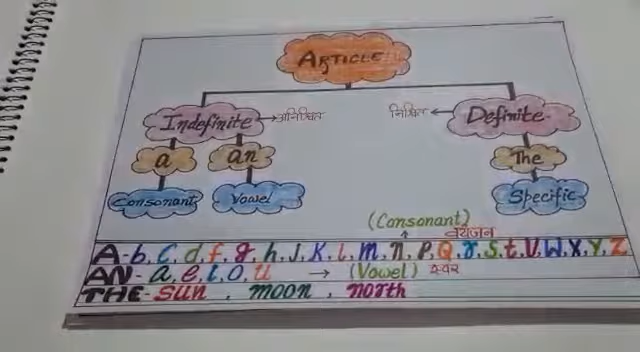 ARTICLE
Indefinite → अनिश्चित निश्चित ← Definite
a an The
Consonant Vowel Specific
(Consonant)
व्यंजन
A-b, C, d, f, g, h, J, K, l, m, n, P, Q, r, S, t, V, W, X, Y, Z
AN- a, e, i, o, u → (Vowel) स्वर
THE- Sun, moon, north